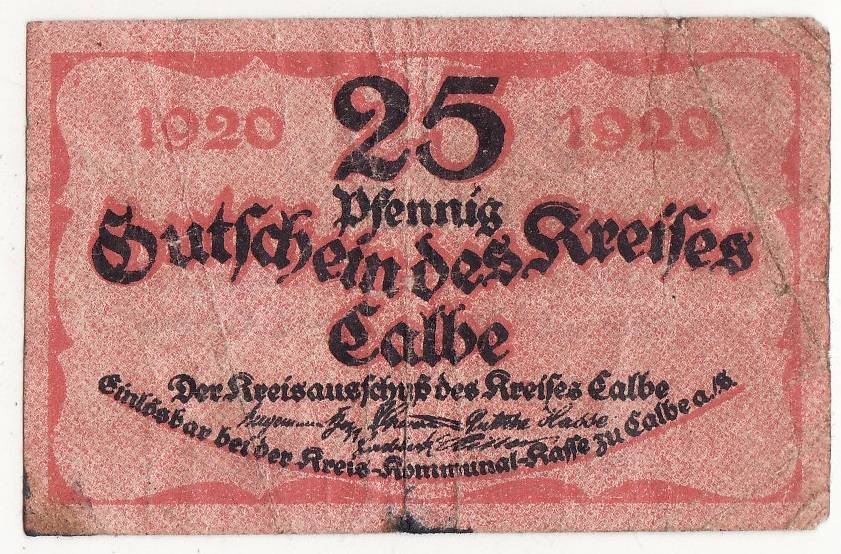 1920 25 1920
Pfennig
Gutschein des Kreises
Calbe
Der Kreisausschuß des Kreises Calbe
Einlösbar bei der Kreis-Kommunal-Kasse zu Calbe a./S.